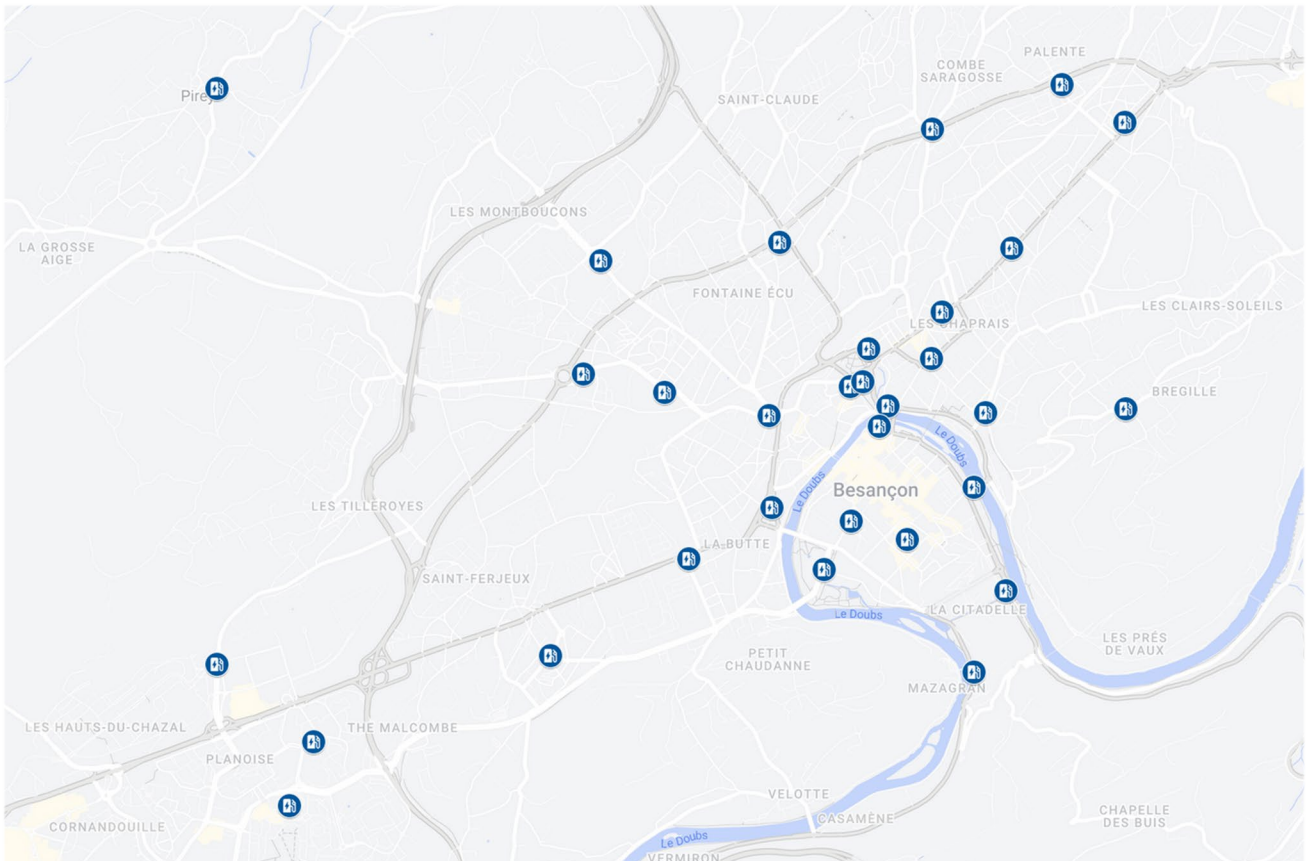 PALENTE
COMBE
SARAGOSSE
SAINT-CLAUDE
LES MONTBOUCONS
LA GROSSE
AIGE
FONTAINE ÉCU
LES CLAIRS-SOLEILS
LES CHAPRAIS
BREGILLE
Le Doubs
Le Doubs
Besançon
LES TILLEROYES
LA BUTTE
SAINT-FERJEUX
Le Doubs
LA CITADELLE
LES PRÉS
DE VAUX
PETIT
CHAUDANNE
MAZAGRAN
LES HAUTS-DU-CHAZAL
THE MALCOMBE
PLANOISE
VELOTTE
CASAMÈNE
CHAPELLE
DES BUIS
CORNANDOUILLE
Le Doubs
VERMIRON